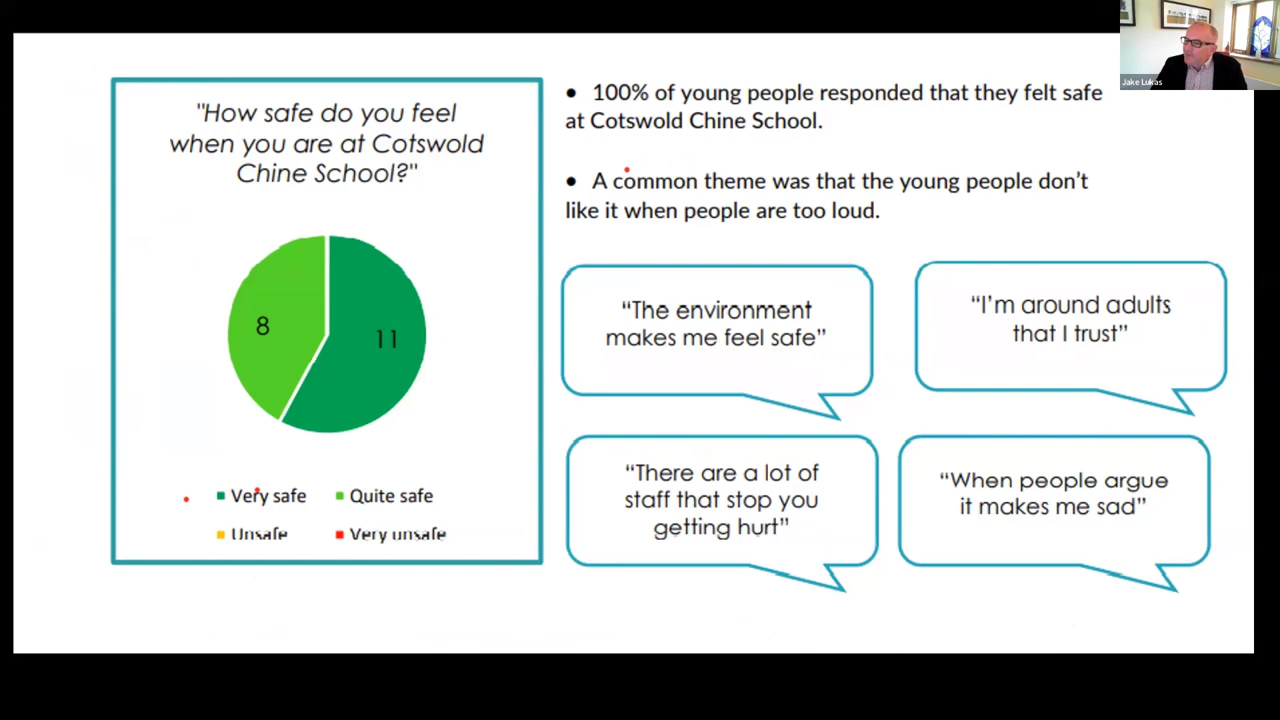 Jake Lukas
"How safe do you feel
when you are at Cotswold
Chine School?"
8
11
Very safe
Quite safe
Unsafe
Very unsafe
• 100% of young people responded that they felt safe
at Cotswold Chine School.
• A common theme was that the young people don’t
like it when people are too loud.
“The environment
makes me feel safe”
“I’m around adults
that I trust”
“There are a lot of
staff that stop you
getting hurt”
“When people argue
it makes me sad”